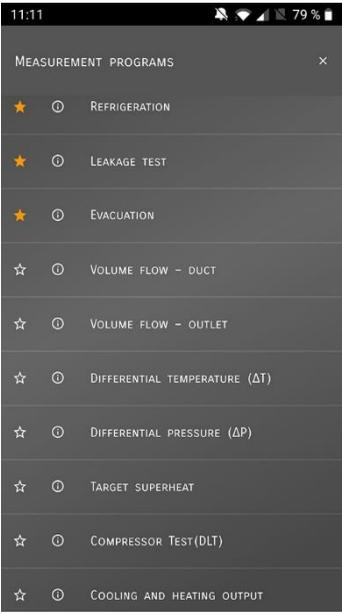 11:11
79 %
Measurement programs
Refrigeration
Leakage test
Evacuation
Volume flow – duct
Volume flow – outlet
Differential temperature (ΔT)
Differential pressure (ΔP)
Target superheat
Compressor Test(DLT)
Cooling and heating output